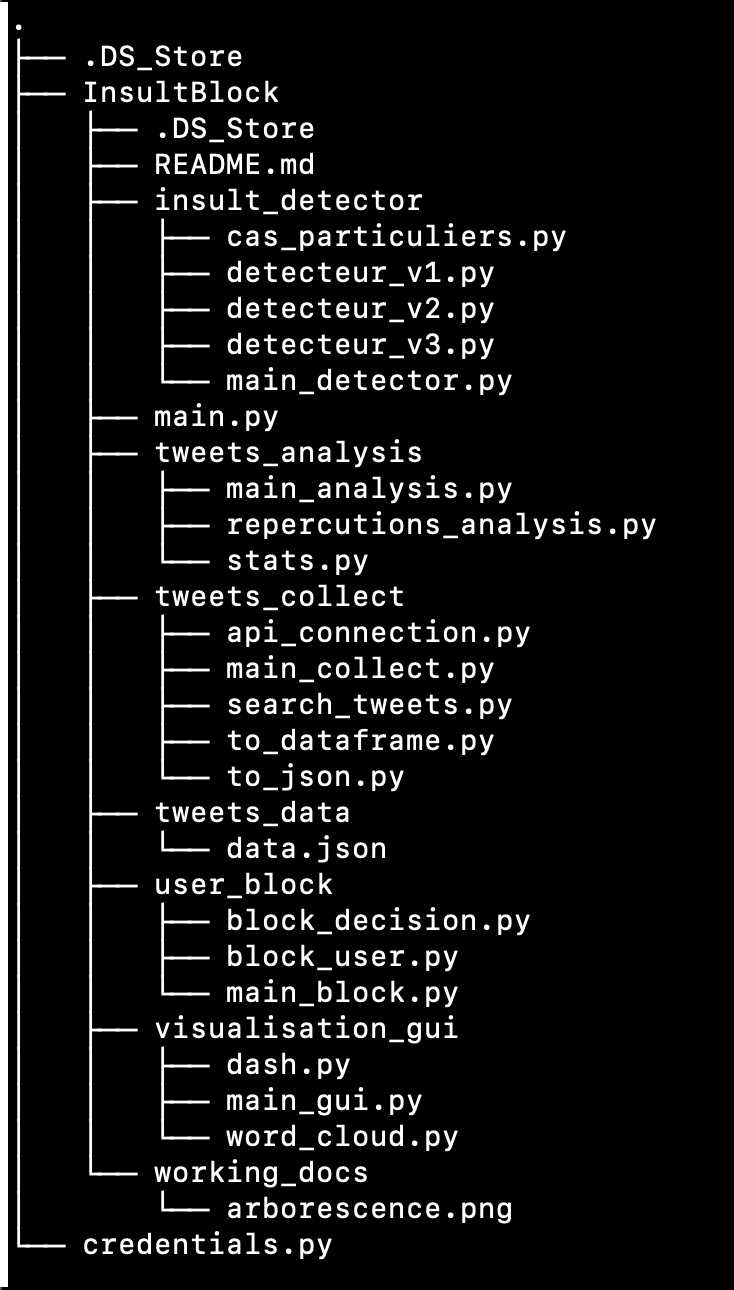 .
├── .DS_Store
├── InsultBlock
│   ├── .DS_Store
│   ├── README.md
│   ├── insult_detector
│   │   ├── cas_particuliers.py
│   │   ├── detecteur_v1.py
│   │   ├── detecteur_v2.py
│   │   ├── detecteur_v3.py
│   │   └── main_detector.py
│   ├── main.py
│   ├── tweets_analysis
│   │   ├── main_analysis.py
│   │   ├── repercutions_analysis.py
│   │   └── stats.py
│   ├── tweets_collect
│   │   ├── api_connection.py
│   │   ├── main_collect.py
│   │   ├── search_tweets.py
│   │   ├── to_dataframe.py
│   │   └── to_json.py
│   ├── tweets_data
│   │   └── data.json
│   ├── user_block
│   │   ├── block_decision.py
│   │   ├── block_user.py
│   │   └── main_block.py
│   ├── visualisation_gui
│   │   ├── dash.py
│   │   ├── main_gui.py
│   │   └── word_cloud.py
│   └── working_docs
│       └── arborescence.png
└── credentials.py